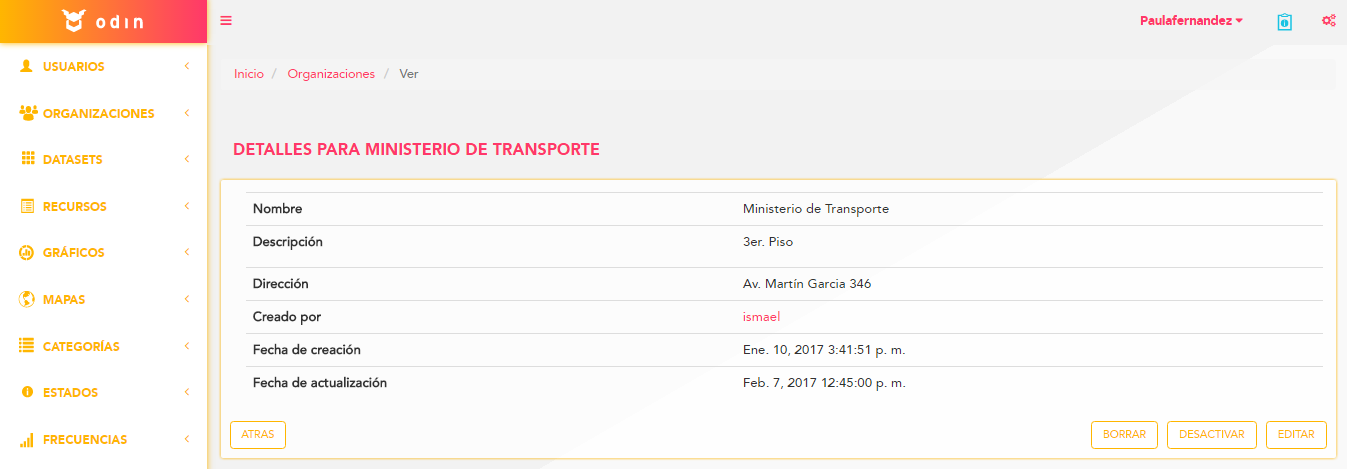 odin
Paulafernandez
USUARIOS
ORGANIZACIONES
DATASETS
RECURSOS
GRÁFICOS
MAPAS
CATEGORÍAS
ESTADOS
FRECUENCIAS
Inicio / Organizaciones / Ver
DETALLES PARA MINISTERIO DE TRANSPORTE
Nombre Ministerio de Transporte
Descripción 3er. Piso
Dirección Av. Martín Garcia 346
Creado por ismael
Fecha de creación Ene. 10, 2017 3:41:51 p. m.
Fecha de actualización Feb. 7, 2017 12:45:00 p. m.
ATRAS BORRAR DESACTIVAR EDITAR